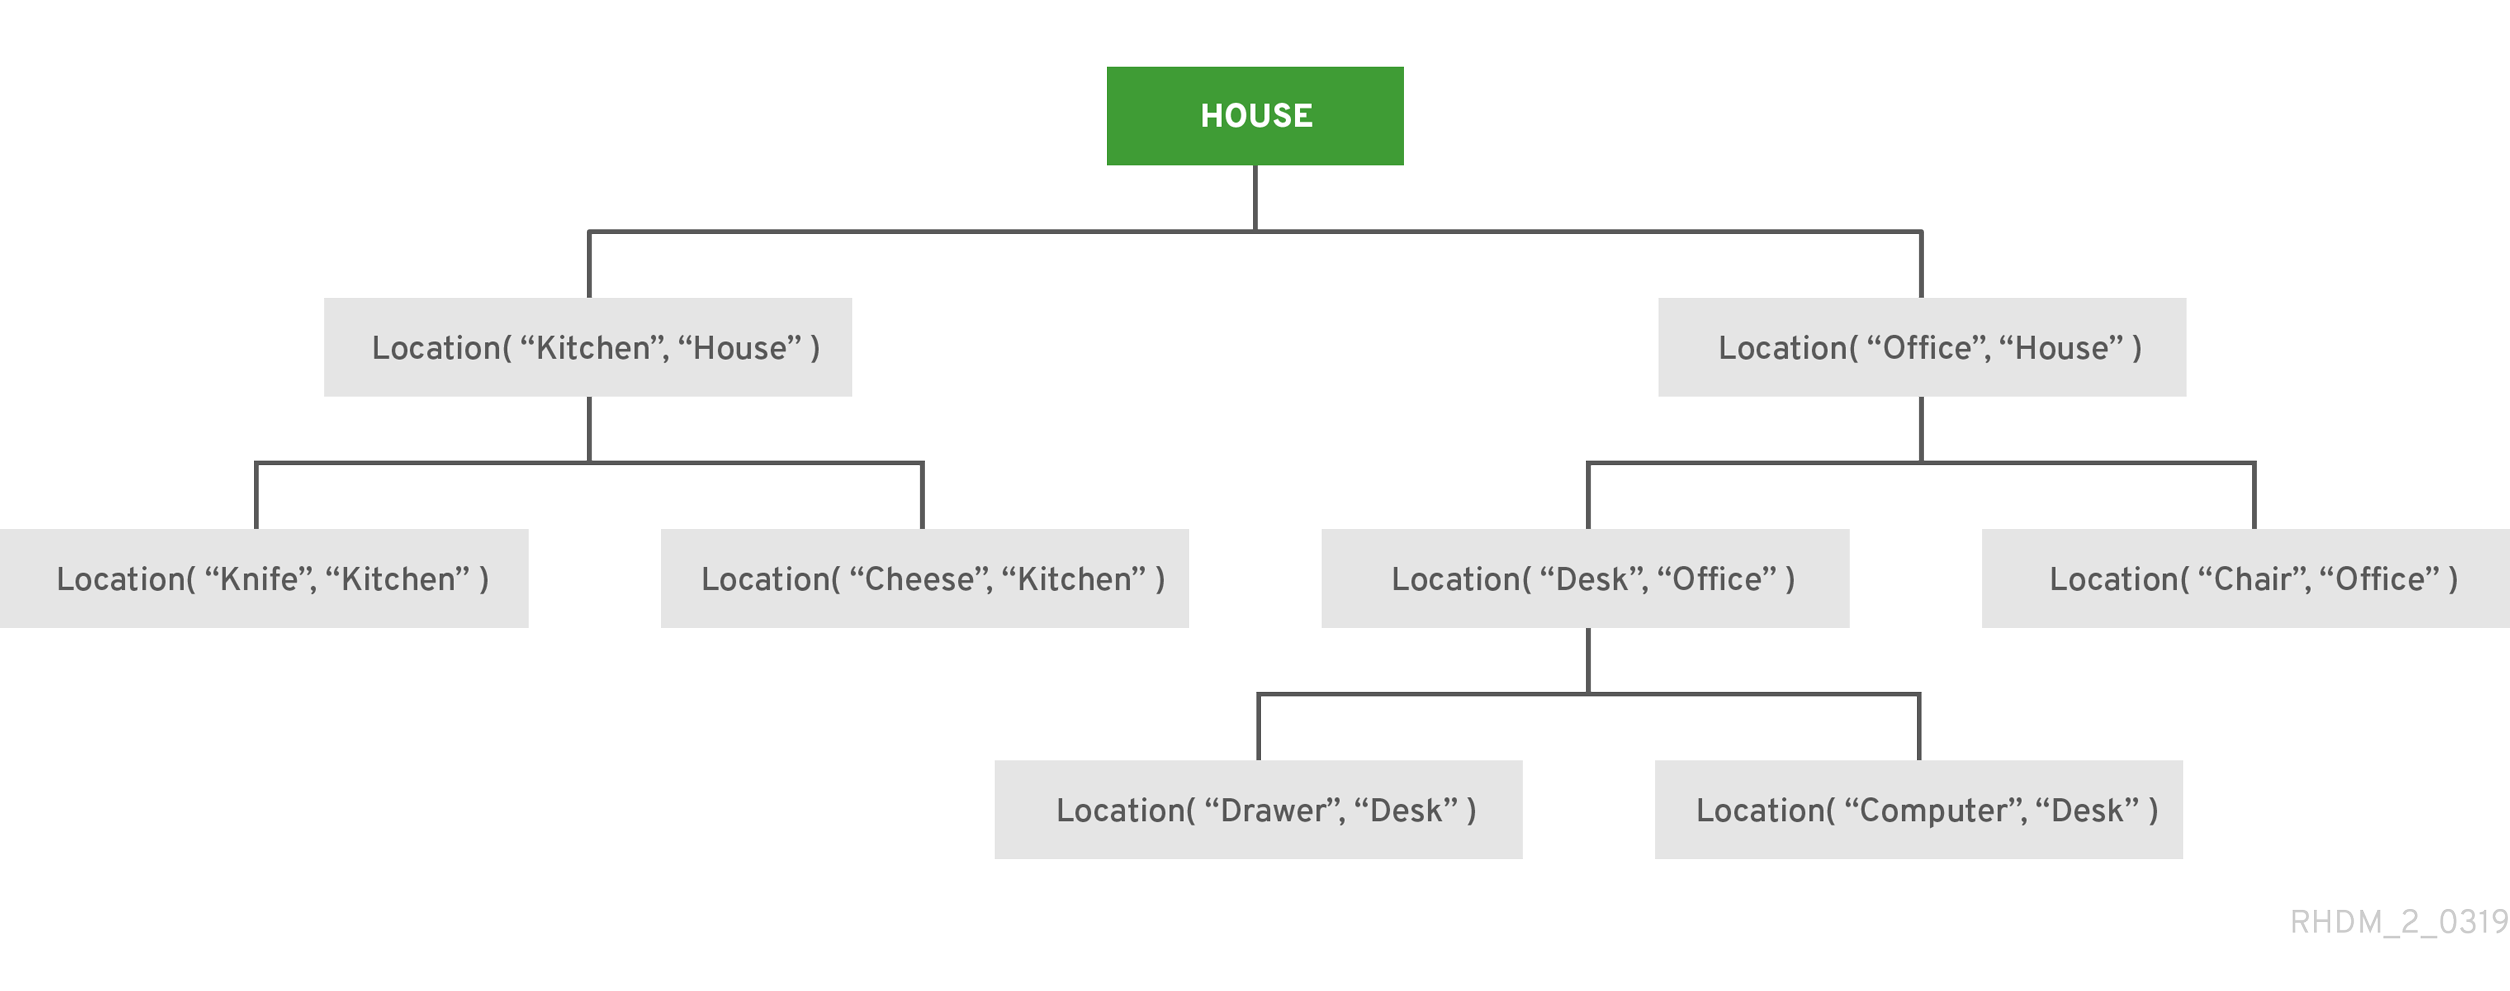 HOUSE
Location( “Kitchen”, “House” )
Location( “Office”, “House” )
Location( “Knife”, “Kitchen” )
Location( “Cheese”, “Kitchen” )
Location( “Desk”, “Office” )
Location( “Chair”, “Office” )
Location( “Drawer”, “Desk” )
Location( “Computer”, “Desk” )
RHDM_2_0319